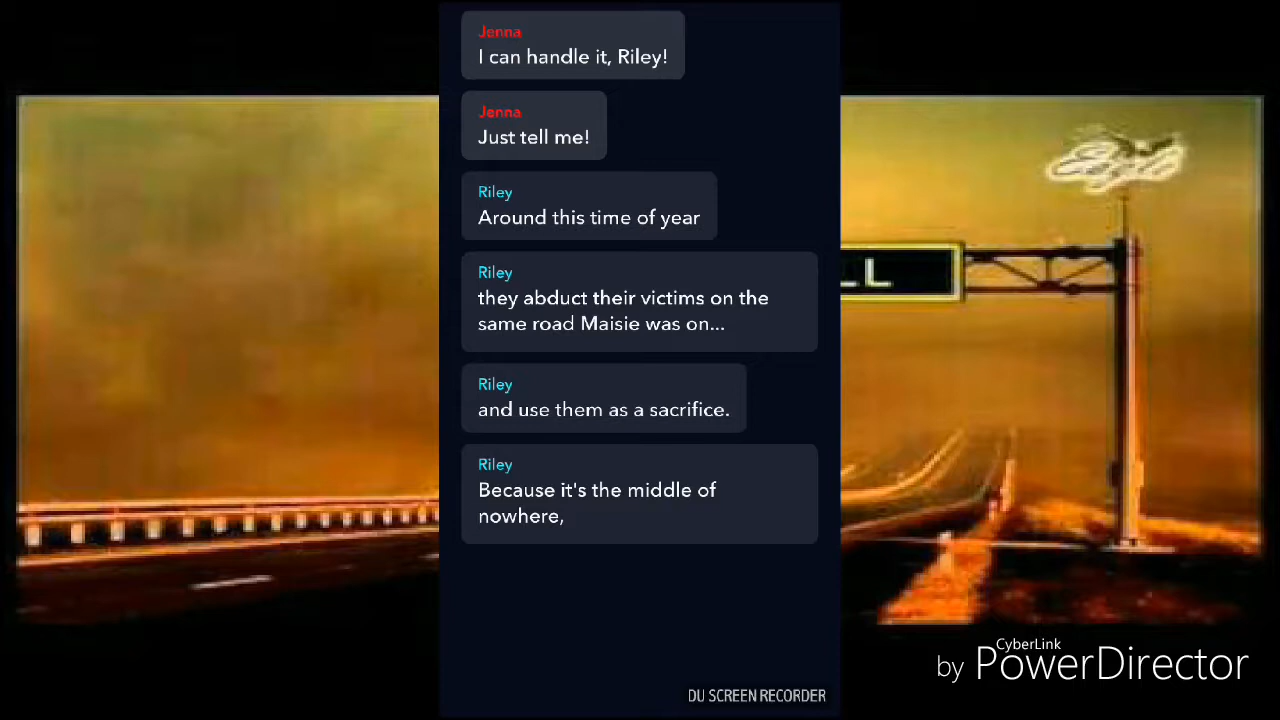 Jenna
I can handle it, Riley!
Jenna
Just tell me!
Riley
Around this time of year
Riley
they abduct their victims on the
same road Maisie was on...
Riley
and use them as a sacrifice.
Riley
Because it's the middle of
nowhere,
LL
CyberLink
by PowerDirector
DU SCREEN RECORDER